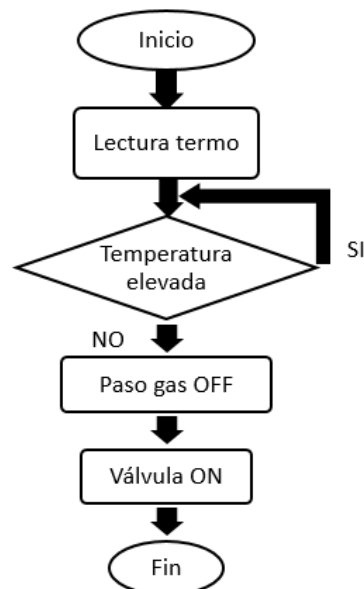 Inicio
Lectura termo
Temperatura
elevada
SI
NO
Paso gas OFF
Válvula ON
Fin